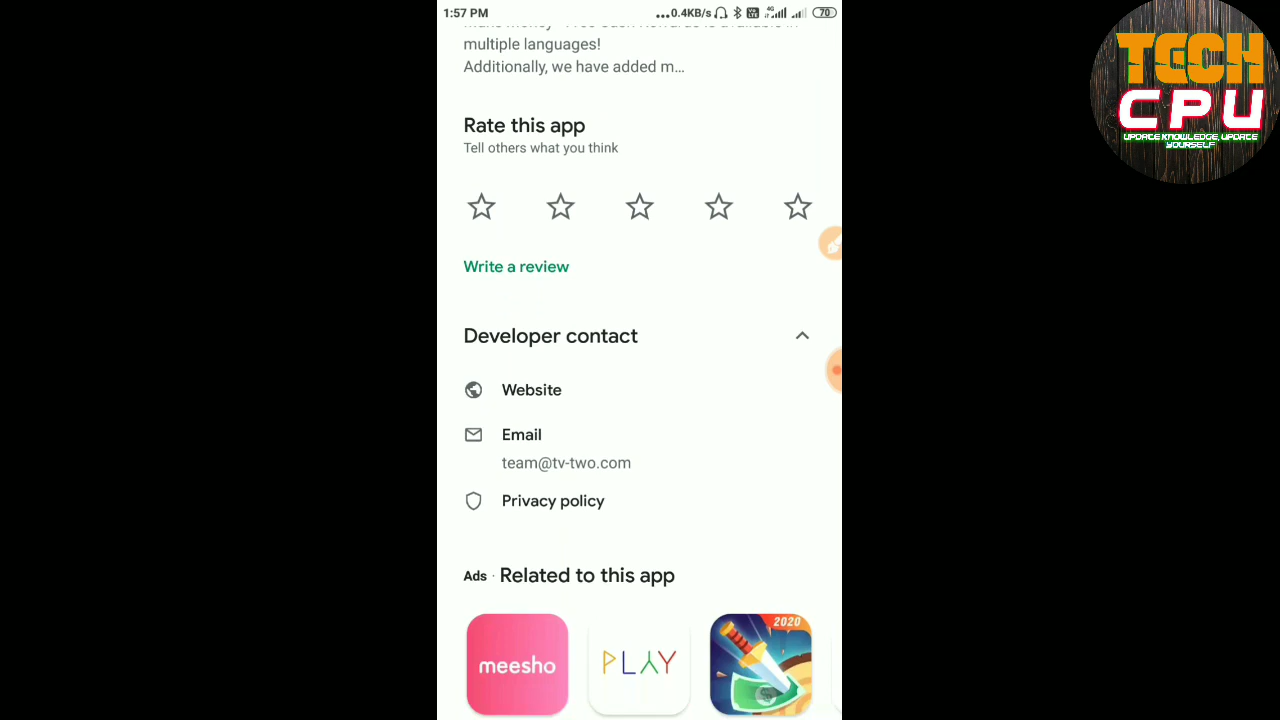 1:57 PM ...0.4KB/s 4G 70
multiple languages!
Additionally, we have added m...
Rate this app
Tell others what you think
Write a review
Developer contact
Website
Email
team@tv-two.com
Privacy policy
Ads · Related to this app
meesho PLAY 2020
TECH
CPU
UPDATE KNOWLEDGE, UPDATE
YOURSELF